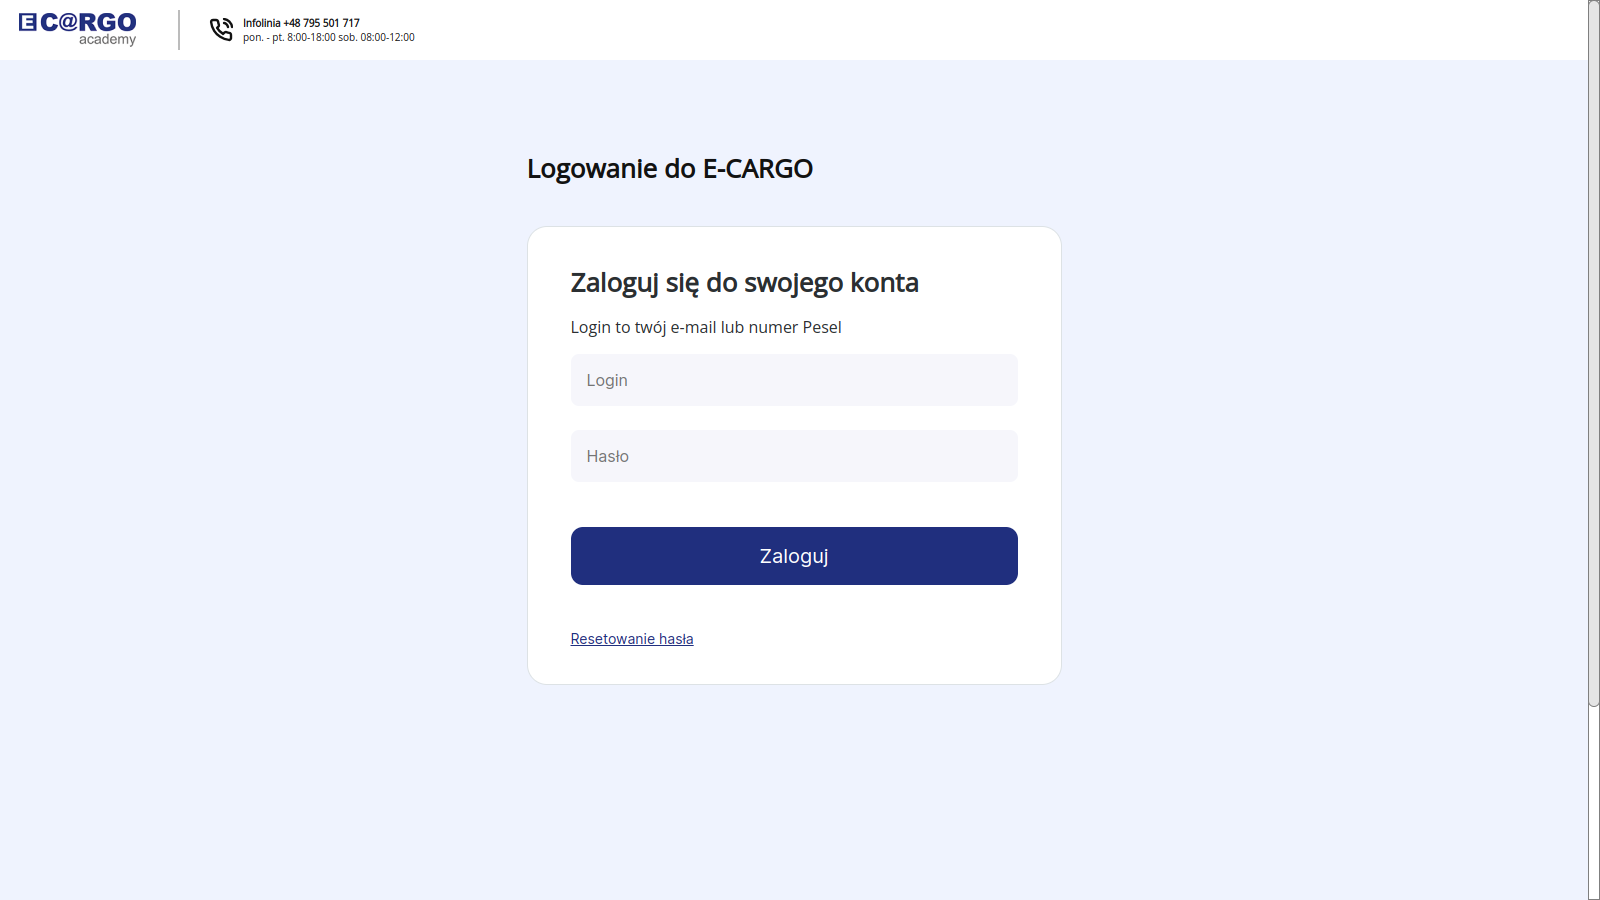 E C@RGO
academy
Infolinia +48 795 501 717
pon. - pt. 8:00-18:00 sob. 08:00-12:00
Logowanie do E-CARGO
Zaloguj się do swojego konta
Login to twój e-mail lub numer Pesel
Login
Hasło
Zaloguj
Resetowanie hasła